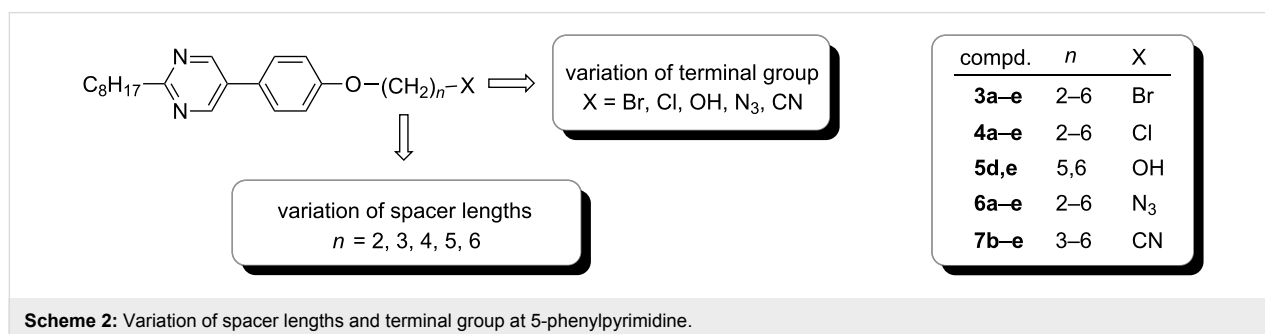 N
C₈H₁₇
N
O–(CH₂)ₙ–X
variation of terminal group
X = Br, Cl, OH, N₃, CN
variation of spacer lengths
n = 2, 3, 4, 5, 6
compd. n X
3a–e 2–6 Br
4a–e 2–6 Cl
5d,e 5,6 OH
6a–e 2–6 N₃
7b–e 3–6 CN
Scheme 2: Variation of spacer lengths and terminal group at 5-phenylpyrimidine.